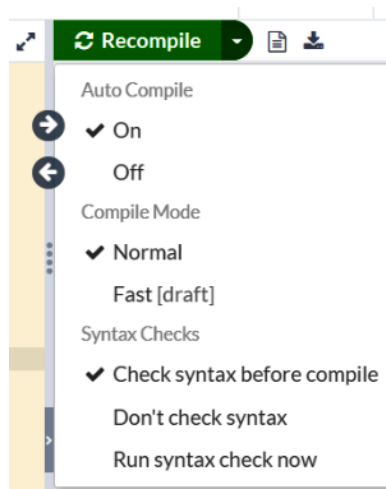 Recompile
Auto Compile
On
Off
Compile Mode
Normal
Fast [draft]
Syntax Checks
Check syntax before compile
Don't check syntax
Run syntax check now